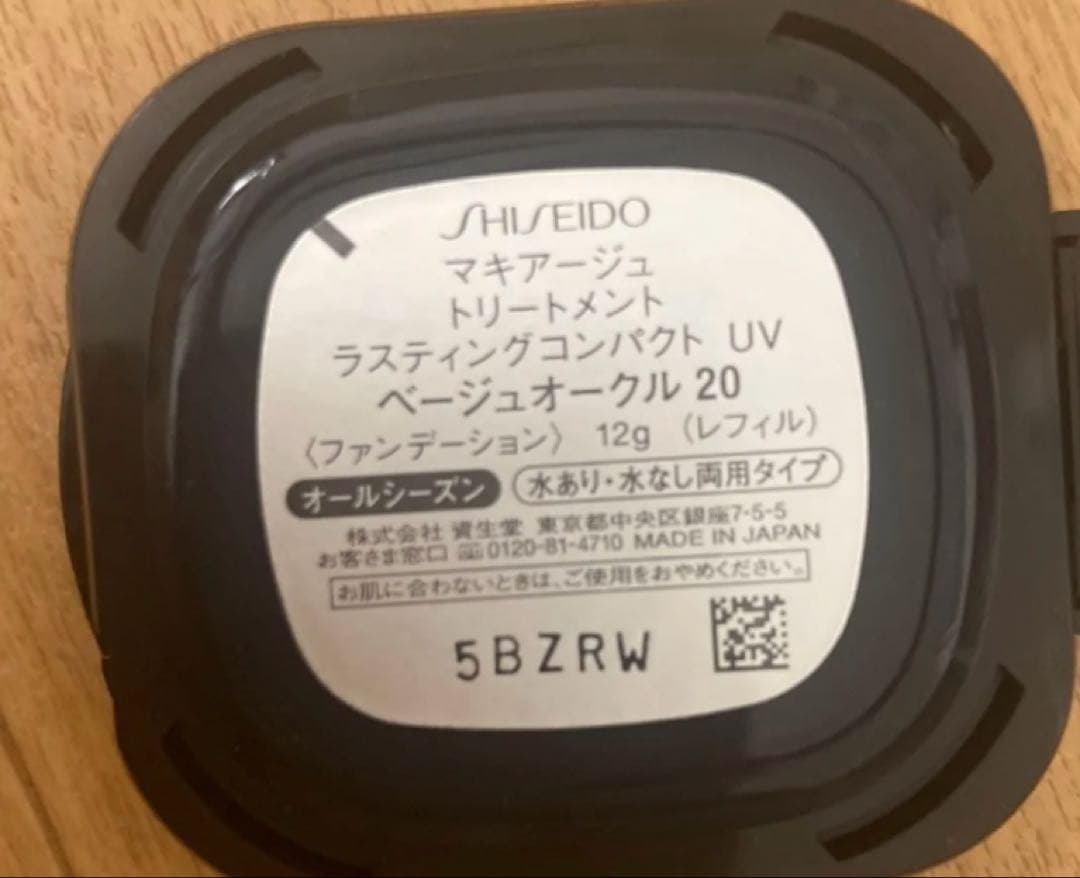 SHISEIDO
マキアージュ
トリートメント
ラスティングコンパクト UV
ベージュオークル 20
〈ファンデーション〉 12g （レフィル）
オールシーズン 水あり・水なし両用タイプ
株式会社 資生堂 東京都中央区銀座7-5-5
お客さま窓口 0120-81-4710 MADE IN JAPAN
お肌に合わないときは、ご使用をおやめください。
5BZRW